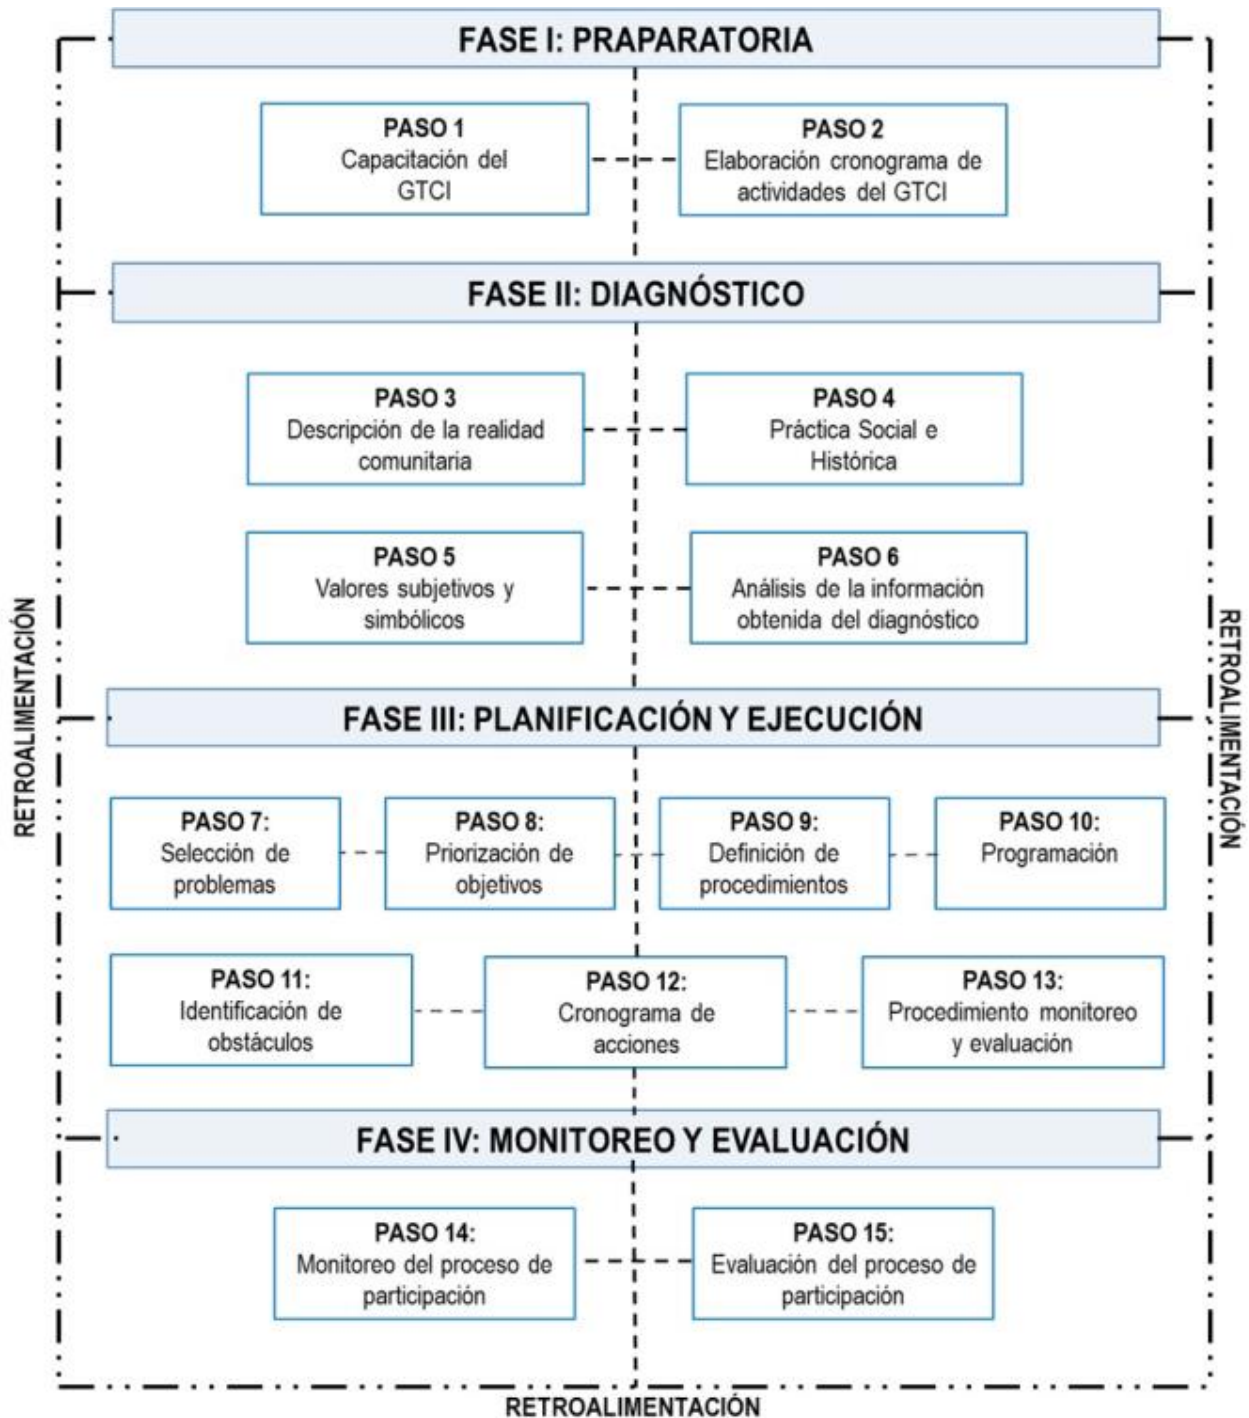 FASE I: PRAPARATORIA
PASO 1
Capacitación del
GTCI
PASO 2
Elaboración cronograma de
actividades del GTCI
FASE II: DIAGNÓSTICO
PASO 3
Descripción de la realidad
comunitaria
PASO 4
Práctica Social e
Histórica
PASO 5
Valores subjetivos y
simbólicos
PASO 6
Análisis de la información
obtenida del diagnóstico
RETROALIMENTACIÓN
RETROALIMENTACIÓN
FASE III: PLANIFICACIÓN Y EJECUCIÓN
PASO 7:
Selección de
problemas
PASO 8:
Priorización de
objetivos
PASO 9:
Definición de
procedimientos
PASO 10:
Programación
PASO 11:
Identificación de
obstáculos
PASO 12:
Cronograma de
acciones
PASO 13:
Procedimiento monitoreo
y evaluación
FASE IV: MONITOREO Y EVALUACIÓN
PASO 14:
Monitoreo del proceso de
participación
PASO 15:
Evaluación del proceso de
participación
RETROALIMENTACIÓN